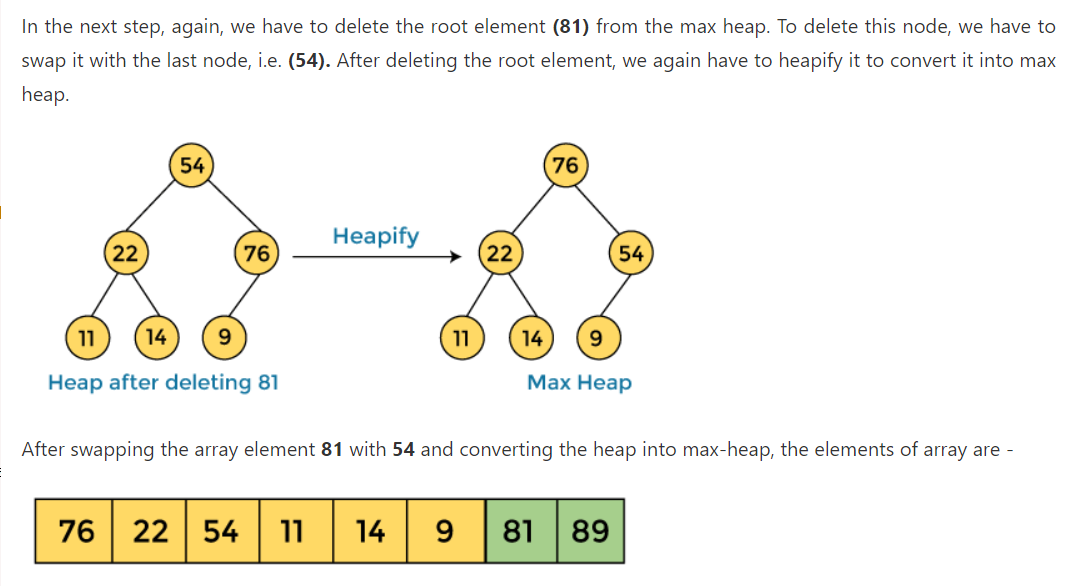 In the next step, again, we have to delete the root element (81) from the max heap. To delete this node, we have to
swap it with the last node, i.e. (54). After deleting the root element, we again have to heapify it to convert it into max
heap.
54
76
Heapify
22
76
22
54
11
14
9
11
14
9
Heap after deleting 81
Max Heap
After swapping the array element 81 with 54 and converting the heap into max-heap, the elements of array are -
76 22 54 11 14 9 81 89